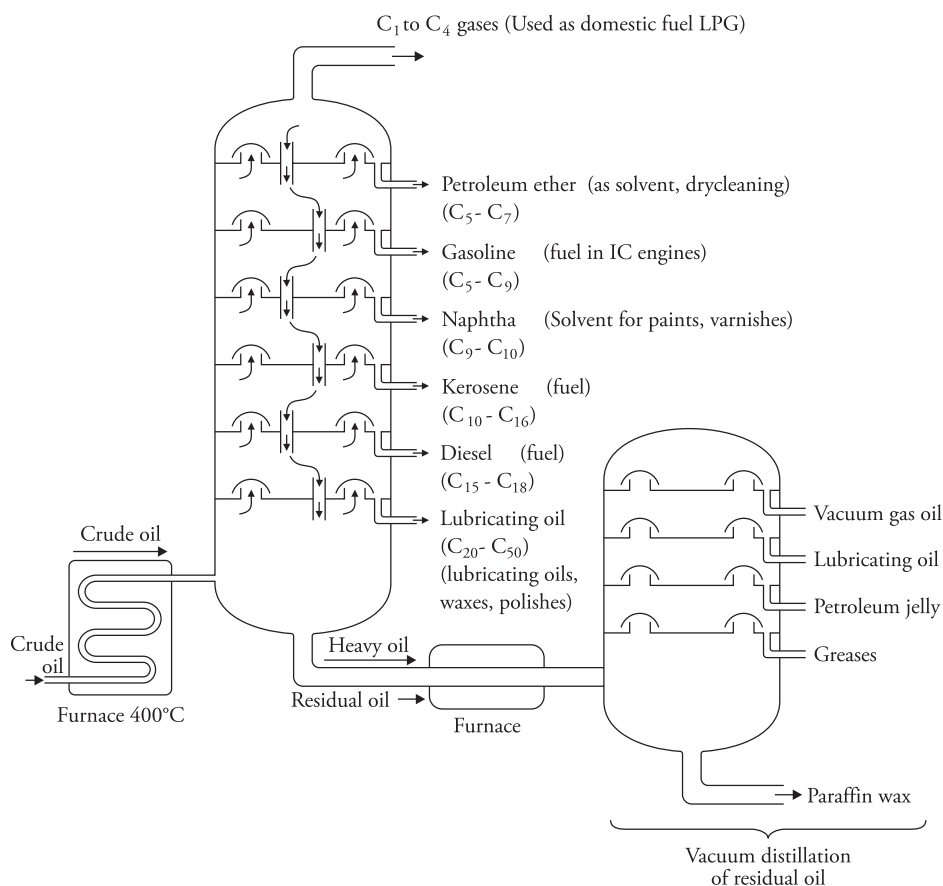 C₁ to C₄ gases (Used as domestic fuel LPG)
Petroleum ether (as solvent, drycleaning)
(C₅- C₇)
Gasoline (fuel in IC engines)
(C₅- C₉)
Naphtha (Solvent for paints, varnishes)
(C₉- C₁₀)
Kerosene (fuel)
(C₁₀ - C₁₆)
Diesel (fuel)
(C₁₅ - C₁₈)
Lubricating oil
(C₂₀- C₅₀)
(lubricating oils,
waxes, polishes)
Crude oil
Crude
oil
Furnace 400°C
Heavy oil
Residual oil
Furnace
Vacuum gas oil
Lubricating oil
Petroleum jelly
Greases
Paraffin wax
Vacuum distillation
of residual oil